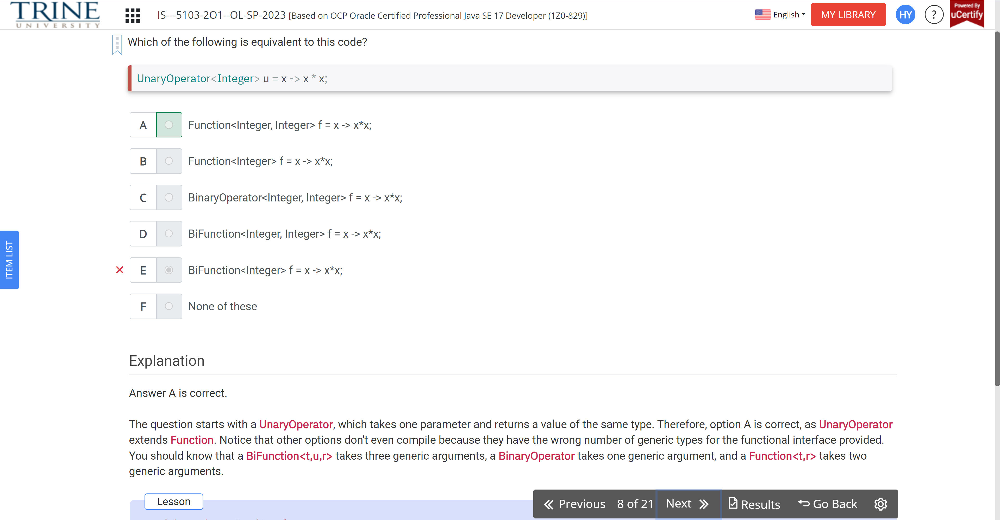 TRINE
UNIVERSITY
IS---5103-2O1--OL-SP-2023 [Based on OCP Oracle Certified Professional Java SE 17 Developer (1Z0-829)]
English
MY LIBRARY
HY
?
Powered By
uCertify
Which of the following is equivalent to this code?
UnaryOperator<Integer> u = x -> x * x;
A Function<Integer, Integer> f = x -> x*x;
B Function<Integer> f = x -> x*x;
C BinaryOperator<Integer, Integer> f = x -> x*x;
D BiFunction<Integer, Integer> f = x -> x*x;
E BiFunction<Integer> f = x -> x*x;
F None of these
ITEM LIST
Explanation
Answer A is correct.
The question starts with a UnaryOperator, which takes one parameter and returns a value of the same type. Therefore, option A is correct, as UnaryOperator
extends Function. Notice that other options don't even compile because they have the wrong number of generic types for the functional interface provided.
You should know that a BiFunction<t,u,r> takes three generic arguments, a BinaryOperator takes one generic argument, and a Function<t,r> takes two
generic arguments.
Lesson
Previous 8 of 21 Next Results Go Back